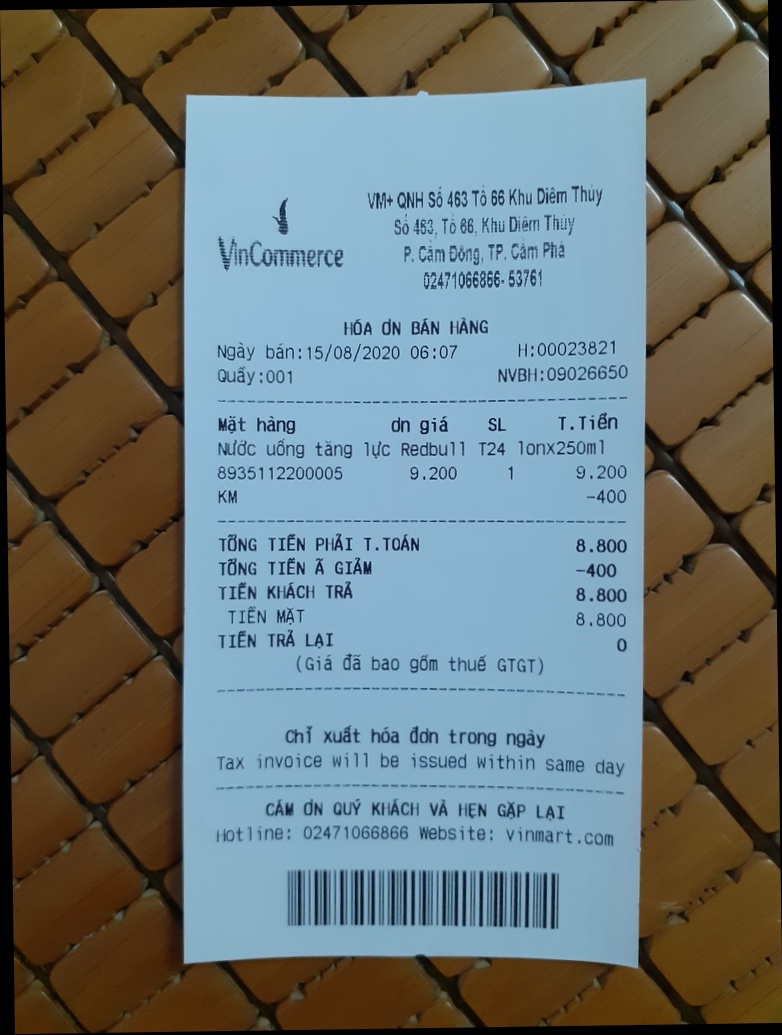 VinCommerce
VM+ QNH Số 463 Tổ 66 Khu Diêm Thủy
Số 463, Tổ 66, Khu Diêm Thủy
P. Cẩm Đông, TP. Cẩm Phả
02471066866- 53761
HÓA ƠN BÁN HÀNG
Ngày bán:15/08/2020 06:07 H:00023821
Quầy:001 NVBH:09026650
Mặt hàng ơn giá SL T.Tiền
Nước uống tăng lực Redbull T24 lonx250ml
8935112200005 9.200 1 9.200
KM -400
TỔNG TIỀN PHẢI T.TOÁN 8.800
TỔNG TIỀN Ã GIẢM -400
TIỀN KHÁCH TRẢ 8.800
TIỀN MẶT 8.800
TIỀN TRẢ LẠI 0
(Giá đã bao gồm thuế GTGT)
Chỉ xuất hóa đơn trong ngày
Tax invoice will be issued within same day
CẢM ƠN QUÝ KHÁCH VÀ HẸN GẶP LẠI
Hotline: 02471066866 Website: vinmart.com